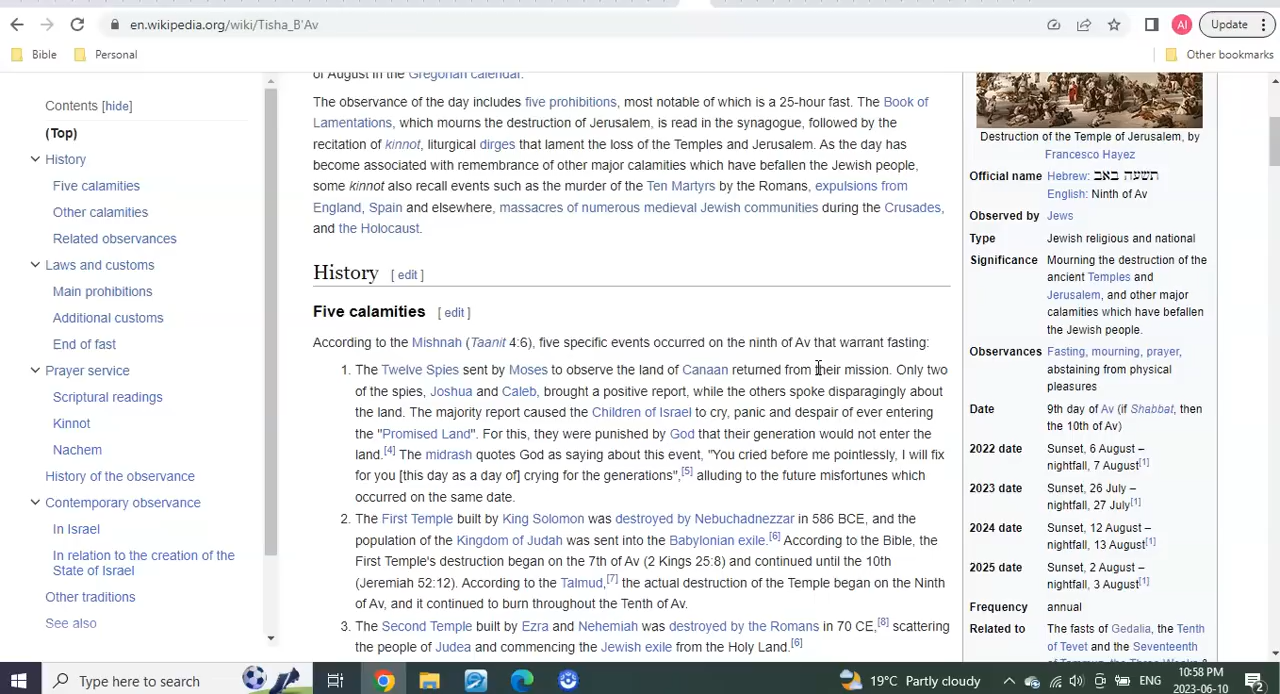 en.wikipedia.org/wiki/Tisha_B'Av
AI
Update
Bible
Personal
Other bookmarks
Contents [hide]
(Top)
History
Five calamities
Other calamities
Related observances
Laws and customs
Main prohibitions
Additional customs
End of fast
Prayer service
Scriptural readings
Kinnot
Nachem
History of the observance
Contemporary observance
In Israel
In relation to the creation of the
State of Israel
Other traditions
See also
of August in the Gregorian calendar.
The observance of the day includes five prohibitions, most notable of which is a 25-hour fast. The Book of
Lamentations, which mourns the destruction of Jerusalem, is read in the synagogue, followed by the
recitation of kinnot, liturgical dirges that lament the loss of the Temples and Jerusalem. As the day has
become associated with remembrance of other major calamities which have befallen the Jewish people,
some kinnot also recall events such as the murder of the Ten Martyrs by the Romans, expulsions from
England, Spain and elsewhere, massacres of numerous medieval Jewish communities during the Crusades,
and the Holocaust.
History [ edit ]
Five calamities [ edit ]
According to the Mishnah (Taanit 4:6), five specific events occurred on the ninth of Av that warrant fasting:
1. The Twelve Spies sent by Moses to observe the land of Canaan returned from their mission. Only two
of the spies, Joshua and Caleb, brought a positive report, while the others spoke disparagingly about
the land. The majority report caused the Children of Israel to cry, panic and despair of ever entering
the "Promised Land". For this, they were punished by God that their generation would not enter the
land.[4] The midrash quotes God as saying about this event, "You cried before me pointlessly, I will fix
for you [this day as a day of] crying for the generations",[5] alluding to the future misfortunes which
occurred on the same date.
2. The First Temple built by King Solomon was destroyed by Nebuchadnezzar in 586 BCE, and the
population of the Kingdom of Judah was sent into the Babylonian exile.[6] According to the Bible, the
First Temple's destruction began on the 7th of Av (2 Kings 25:8) and continued until the 10th
(Jeremiah 52:12). According to the Talmud,[7] the actual destruction of the Temple began on the Ninth
of Av, and it continued to burn throughout the Tenth of Av.
3. The Second Temple built by Ezra and Nehemiah was destroyed by the Romans in 70 CE,[8] scattering
the people of Judea and commencing the Jewish exile from the Holy Land.[6]
Destruction of the Temple of Jerusalem, by
Francesco Hayez
Official name Hebrew: תשעה באב
English: Ninth of Av
Observed by Jews
Type Jewish religious and national
Significance Mourning the destruction of the
ancient Temples and
Jerusalem, and other major
calamities which have befallen
the Jewish people.
Observances Fasting, mourning, prayer,
abstaining from physical
pleasures
Date 9th day of Av (if Shabbat, then
the 10th of Av)
2022 date Sunset, 6 August –
nightfall, 7 August[1]
2023 date Sunset, 26 July –
nightfall, 27 July[1]
2024 date Sunset, 12 August –
nightfall, 13 August[1]
2025 date Sunset, 2 August –
nightfall, 3 August[1]
Frequency annual
Related to The fasts of Gedalia, the Tenth
of Tevet and the Seventeenth
Type here to search
19°C Partly cloudy
ENG
10:58 PM
2023-06-10
2